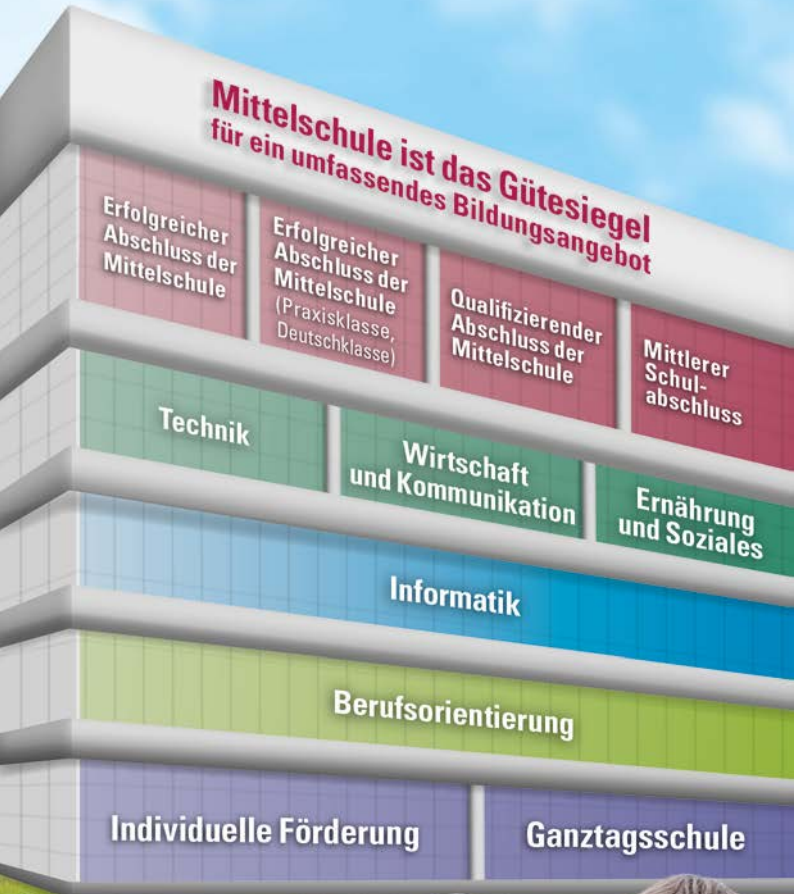 Mittelschule ist das Gütesiegel
für ein umfassendes Bildungsangebot
Erfolgreicher
Abschluss der
Mittelschule
Erfolgreicher
Abschluss der
Mittelschule
(Praxisklasse,
Deutschklasse)
Qualifizierender
Abschluss der
Mittelschule
Mittlerer
Schul-
abschluss
Technik
Wirtschaft
und Kommunikation
Ernährung
und Soziales
Informatik
Berufsorientierung
Individuelle Förderung
Ganztagsschule